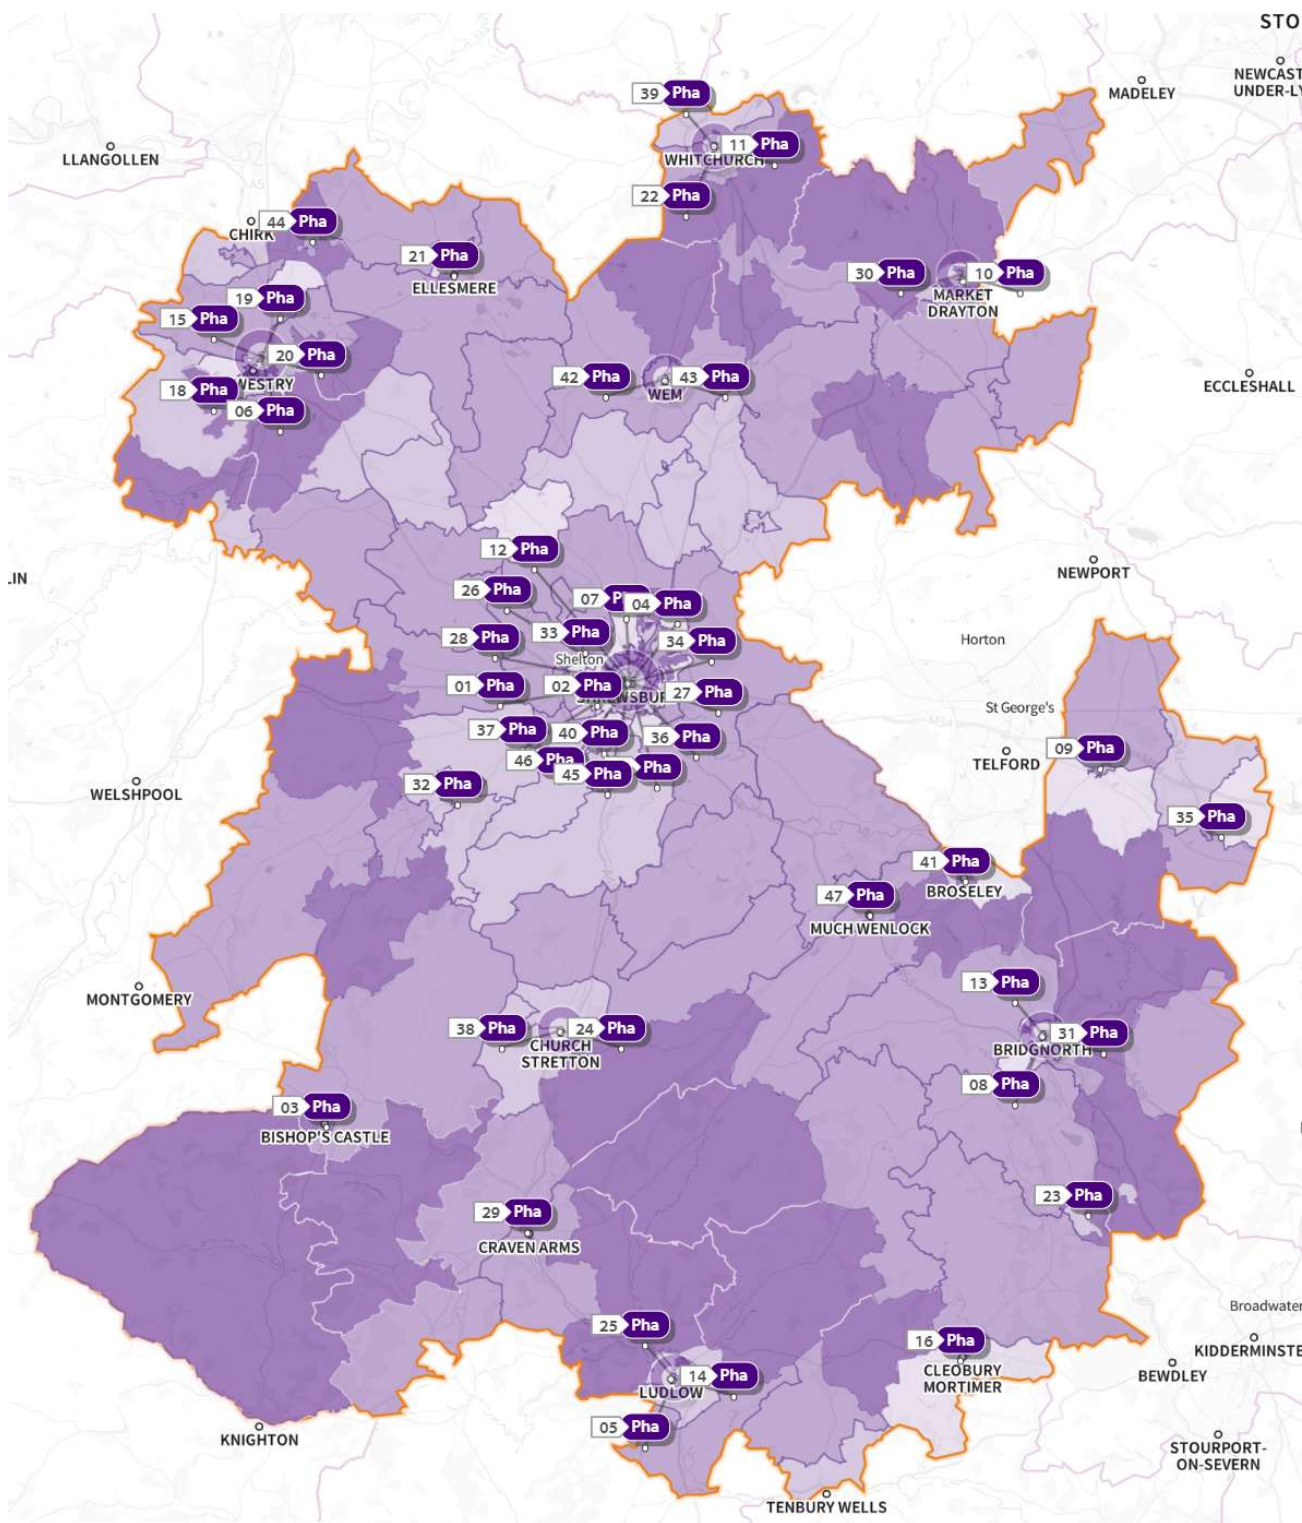 STO
NEWCAST
UNDER-LY
MADELEY
39 Pha
LLANGOLLEN
11 Pha
WHITCHURCH
A5
22 Pha
44 Pha
CHIRK
21 Pha
ELLESMERE
30 Pha
10 Pha
MARKET
DRAYTON
19 Pha
15 Pha
20 Pha
WESTRY
18 Pha
06 Pha
42 Pha
43 Pha
WEM
ECCLESHALL
12 Pha
NEWPORT
LIN
26 Pha
07 P
04 Pha
33 Pha
28 Pha
34 Pha
Horton
Shelton
01 Pha
02 Pha
27 Pha
SHREWSBUR
St George's
M54
37 Pha
40 Pha
36 Pha
46 Pha
45 Pha
Pha
09 Pha
TELFORD
32 Pha
WELSHPOOL
35 Pha
41 Pha
BROSELEY
47 Pha
MUCH WENLOCK
13 Pha
MONTGOMERY
38 Pha
24 Pha
CHURCH
STRETTON
31 Pha
BRIDGNORTH
08 Pha
03 Pha
BISHOP'S CASTLE
23 Pha
29 Pha
CRAVEN ARMS
Broadwater
25 Pha
16 Pha
CLEOBURY
MORTIMER
KIDDERMINSTE
BEWDLEY
14 Pha
LUDLOW
05 Pha
KNIGHTON
STOURPORT-
ON-SEVERN
TENBURY WELLS